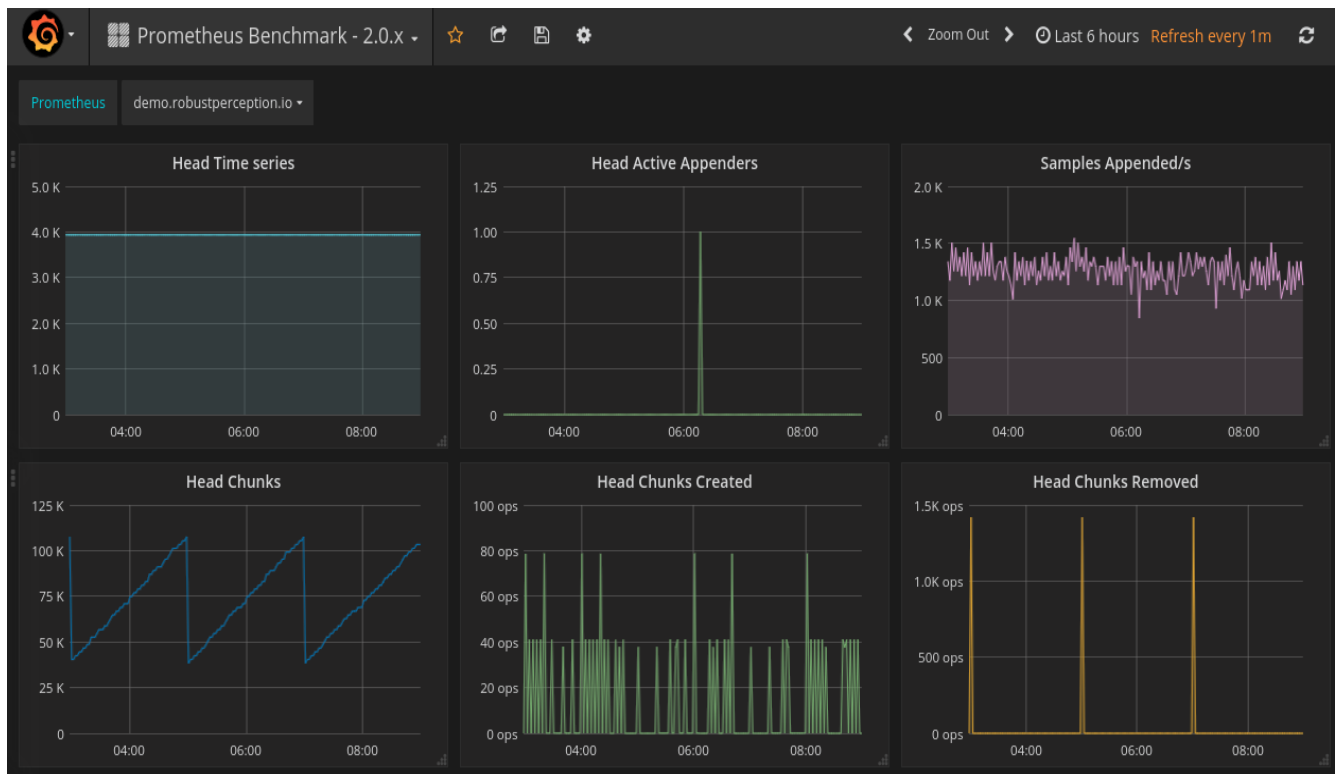 Prometheus Benchmark - 2.0.x
Zoom Out
Last 6 hours Refresh every 1m
Prometheus
demo.robustperception.io
Head Time series
5.0 K
4.0 K
3.0 K
2.0 K
1.0 K
0
04:00 06:00 08:00
Head Active Appenders
1.25
1.00
0.75
0.50
0.25
0
04:00 06:00 08:00
Samples Appended/s
2.0 K
1.5 K
1.0 K
500
0
04:00 06:00 08:00
Head Chunks
125 K
100 K
75 K
50 K
25 K
0
04:00 06:00 08:00
Head Chunks Created
100 ops
80 ops
60 ops
40 ops
20 ops
0 ops
04:00 06:00 08:00
Head Chunks Removed
1.5K ops
1.0K ops
500 ops
0 ops
04:00 06:00 08:00